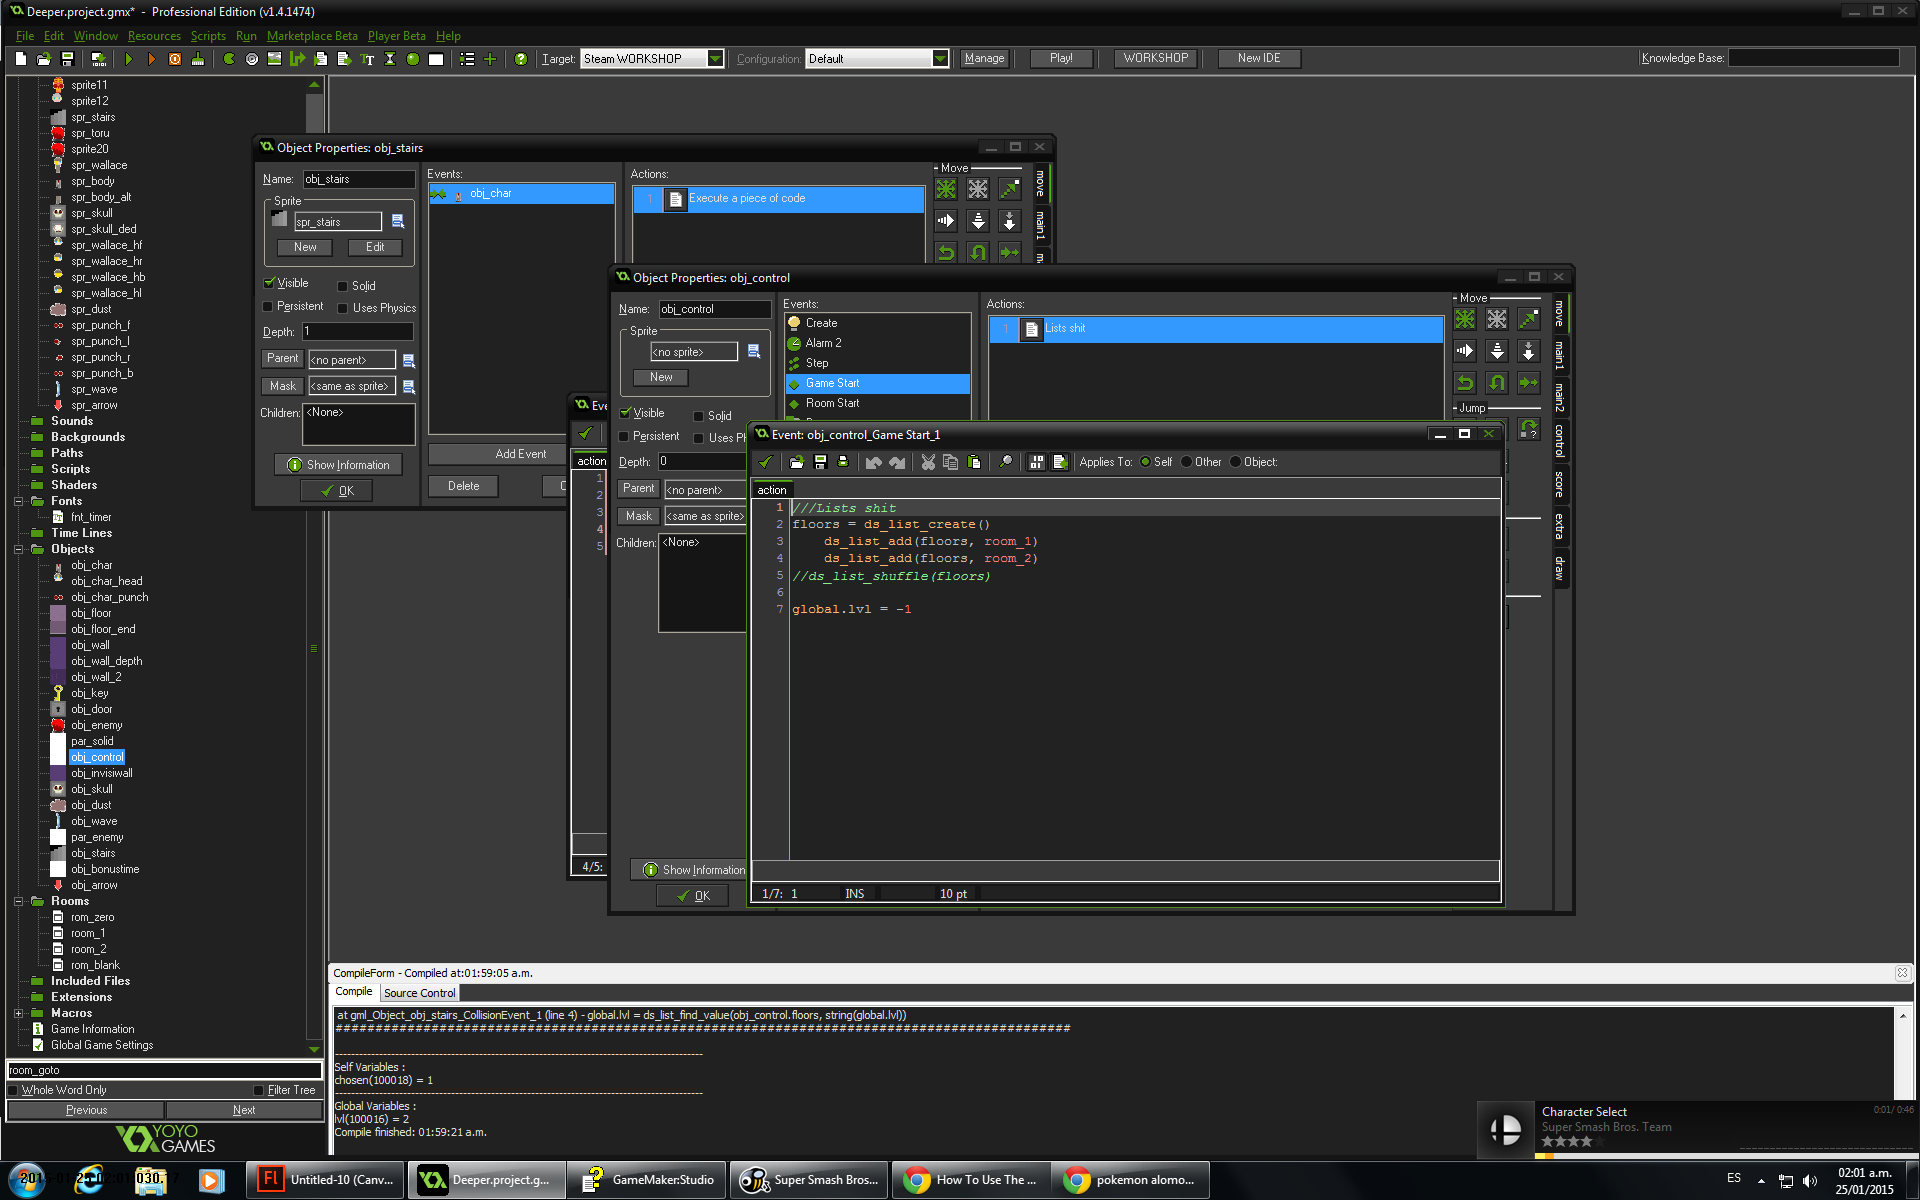 Deeper.project.gmx*  -  Professional Edition (v1.4.1474)
File Edit Window Resources Scripts Run Marketplace Beta Player Beta Help
Target: Steam WORKSHOP Configuration: Default Manage Play! WORKSHOP New IDE Knowledge Base:
sprite11
sprite12
spr_stairs
spr_toru
sprite20
spr_wallace
spr_body
spr_body_alt
spr_skull
spr_skull_ded
spr_wallace_hf
spr_wallace_hr
spr_wallace_hb
spr_wallace_hl
spr_dust
spr_punch_f
spr_punch_l
spr_punch_r
spr_punch_b
spr_wave
spr_arrow
Sounds
Backgrounds
Paths
Scripts
Shaders
Fonts
fnt_timer
Time Lines
Objects
obj_char
obj_char_head
obj_char_punch
obj_floor
obj_floor_end
obj_wall
obj_wall_depth
obj_wall_2
obj_key
obj_door
obj_enemy
par_solid
obj_control
obj_invisiwall
obj_skull
obj_dust
obj_wave
par_enemy
obj_stairs
obj_bonustime
obj_arrow
Rooms
rom_zero
room_1
room_2
rom_blank
Included Files
Extensions
Macros
Game Information
Global Game Settings
room_goto
Whole Word Only Filter Tree
Previous Next
YOYO
GAMES
Object Properties: obj_stairs
Name: obj_stairs
Sprite
spr_stairs
New Edit
Visible Solid
Persistent Uses Physics
Depth: 1
Parent <no parent>
Mask <same as sprite>
Children: <None>
Show Information
OK
Events:
obj_char
Add Event
Delete
Actions:
1 Execute a piece of code
Move
move
main1
Eve
action
1
2
3
4
5
4/5:
Object Properties: obj_control
Name: obj_control
Sprite
<no sprite>
New
Visible Solid
Persistent Uses Ph
Depth: 0
Parent <no parent>
Mask <same as sprite>
Children: <None>
Show Information
OK
Events:
Create
Alarm 2
Step
Game Start
Room Start
Actions:
1 Lists shit
Move
Jump
move
main1
main2
control
score
extra
draw
Event: obj_control_Game Start_1
Applies To: Self Other Object:
action
1 ///Lists shit
2 floors = ds_list_create()
3 ds_list_add(floors, room_1)
4 ds_list_add(floors, room_2)
5 //ds_list_shuffle(floors)
6
7 global.lvl = -1
1/7: 1 INS 10 pt
CompileForm - Compiled at:01:59:05 a.m.
Compile Source Control
at gml_Object_obj_stairs_CollisionEvent_1 (line 4) - global.lvl = ds_list_find_value(obj_control.floors, string(global.lvl))
Self Variables :
chosen(100018) = 1
Global Variables :
lvl(100016) = 2
Compile finished: 01:59:21 a.m.
Character Select 0:01/ 0:46
Super Smash Bros. Team
Untitled-10 (Canv... Deeper.project.g... GameMaker:Studio Super Smash Bros... How To Use The ... pokemon alomo... ES 02:01 a.m.
25/01/2015